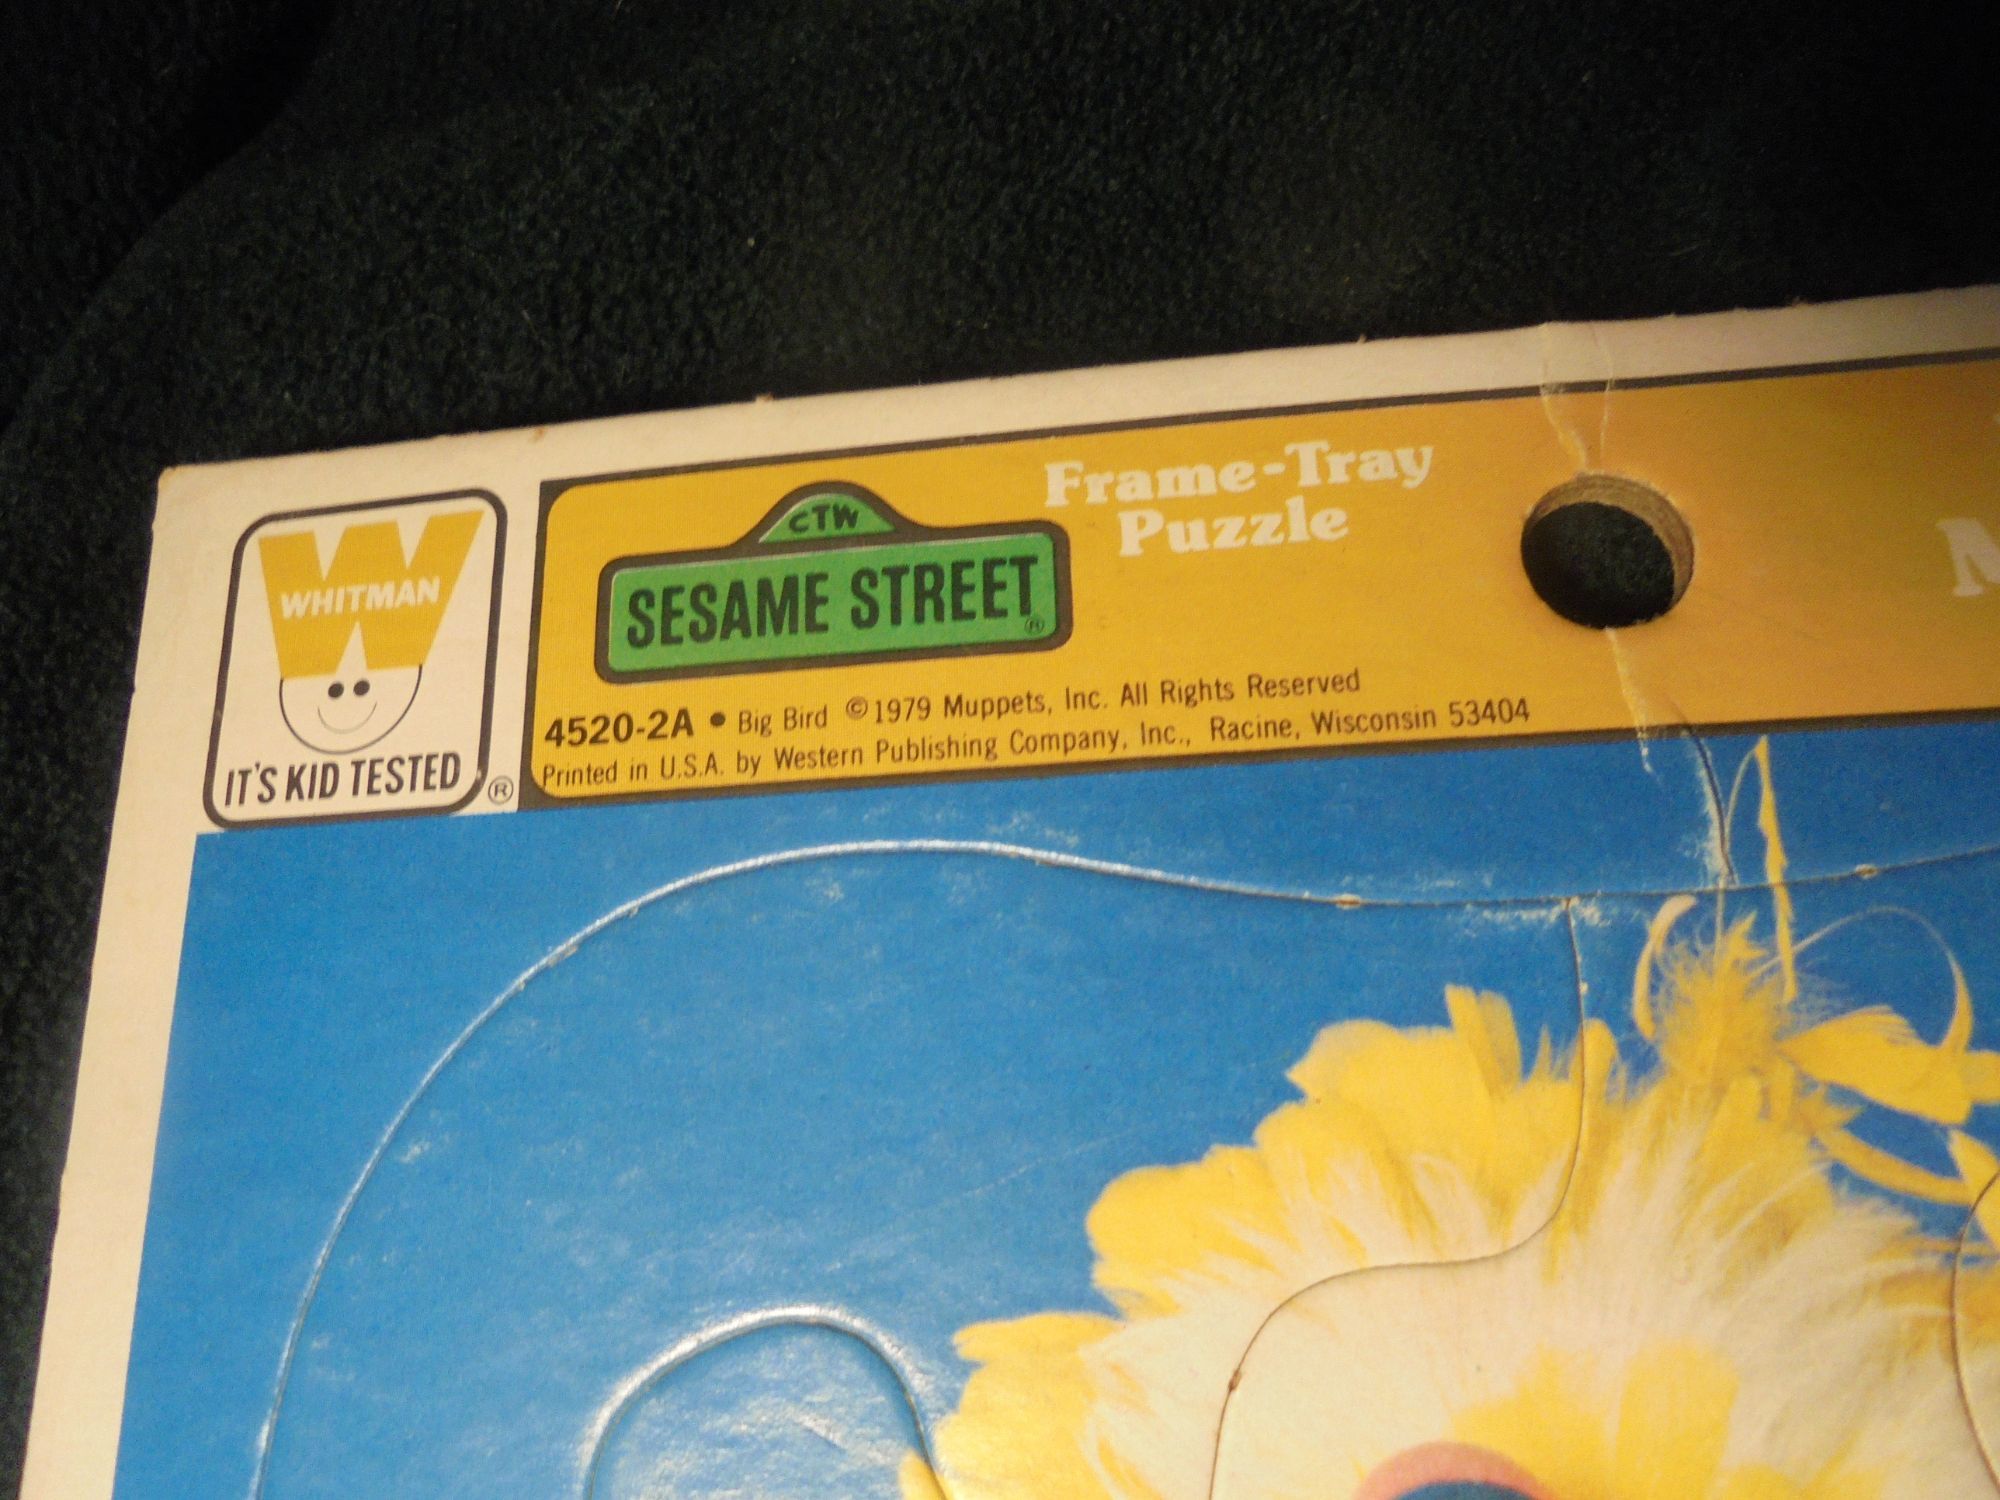 WHITMAN
IT'S KID TESTED ®
CTW
SESAME STREET ®
Frame-Tray
Puzzle
4520-2A • Big Bird ©1979 Muppets, Inc. All Rights Reserved
Printed in U.S.A. by Western Publishing Company, Inc., Racine, Wisconsin 53404